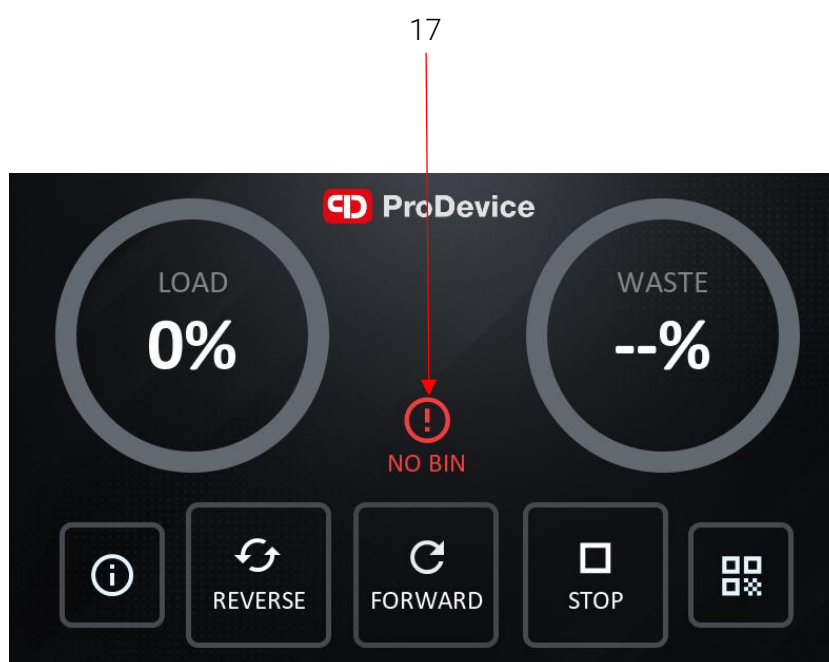 17
ProDevice
LOAD
0%
WASTE
--%
NO BIN
REVERSE
FORWARD
STOP